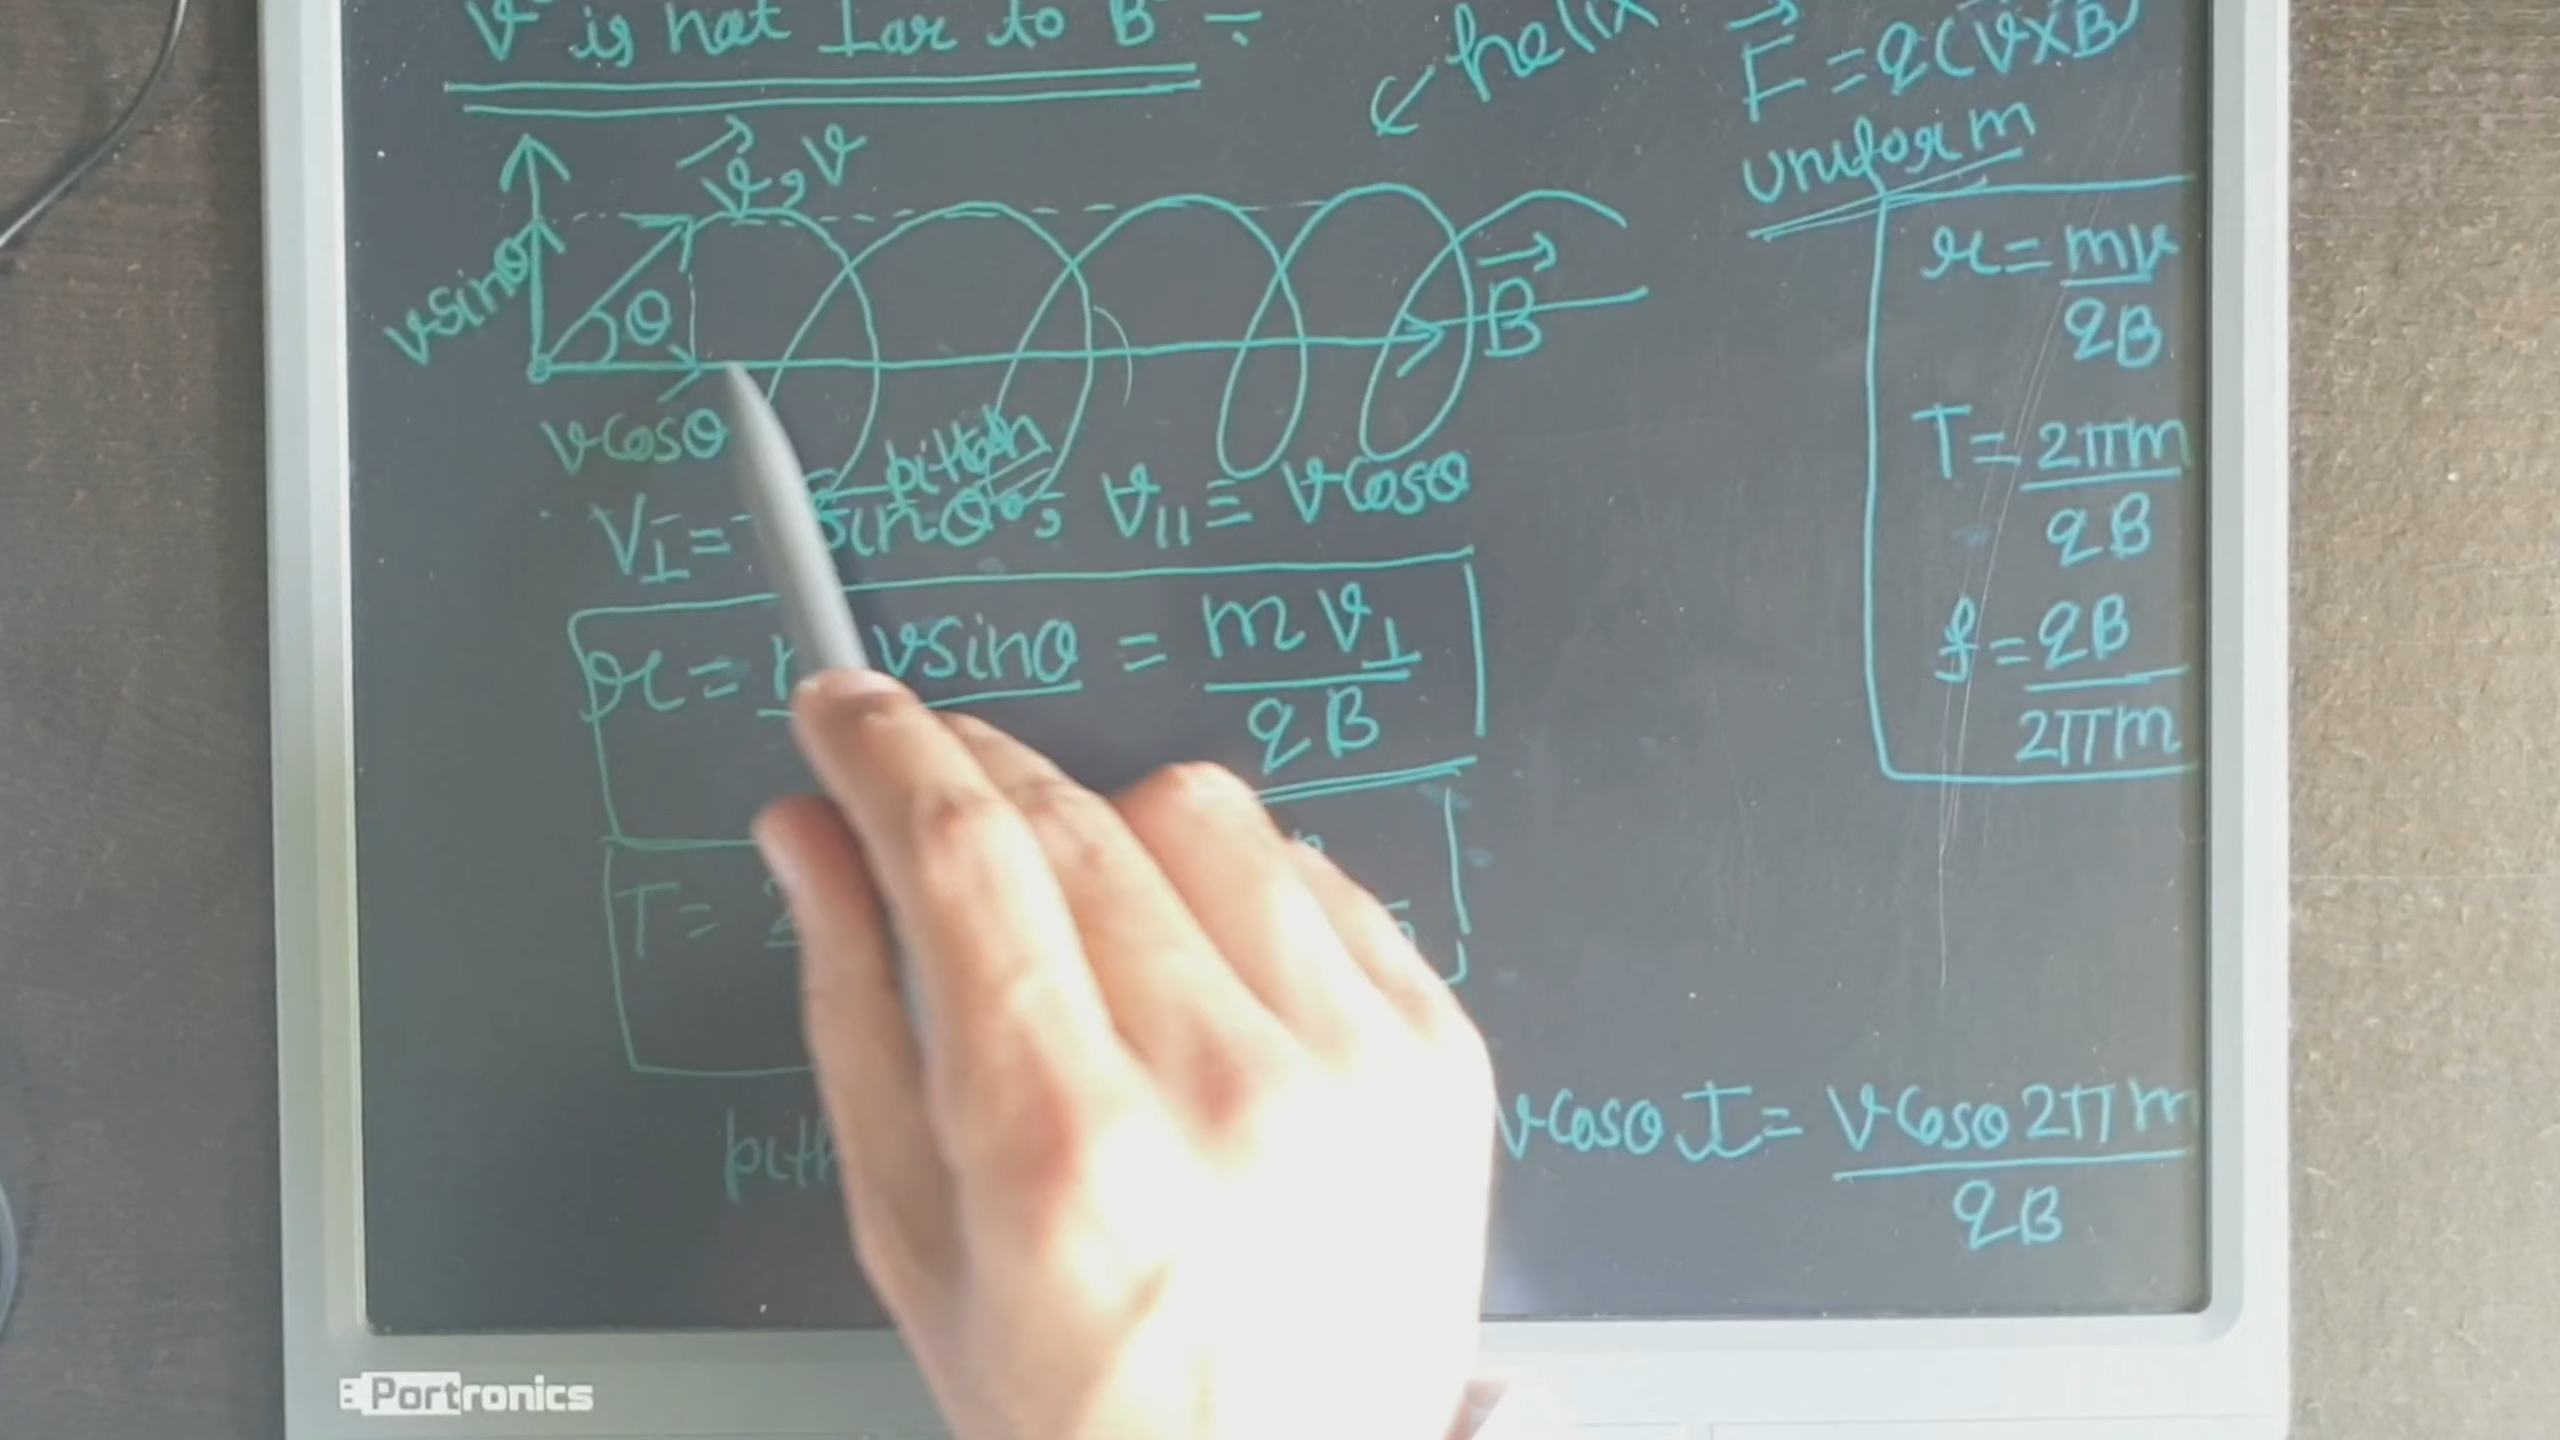 v is not ⊥ar to B ÷
helix
F = q(v×B)
uniform
v, v
vsinθ
θ
B
vcosθ
pitch
V⊥ = sinθ ; v|| = vcosθ
r = vsinθ = mv⊥/qB
T =
r = mv/qB
T = 2πm/qB
f = qB/2πm
vcosθ T = vcosθ 2πm/qB
Portronics